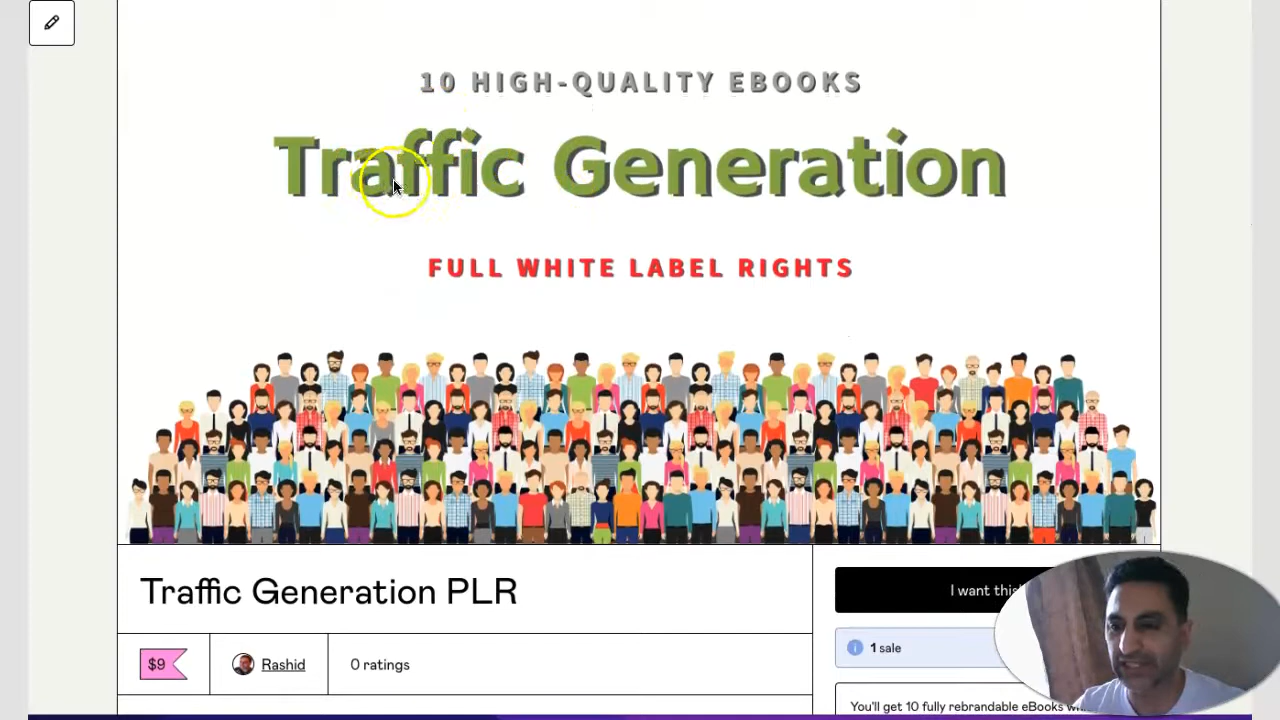 10 HIGH-QUALITY EBOOKS
Traffic Generation
FULL WHITE LABEL RIGHTS
Traffic Generation PLR
I want this!
$9
Rashid
0 ratings
1 sale
You'll get 10 fully rebrandable eBooks